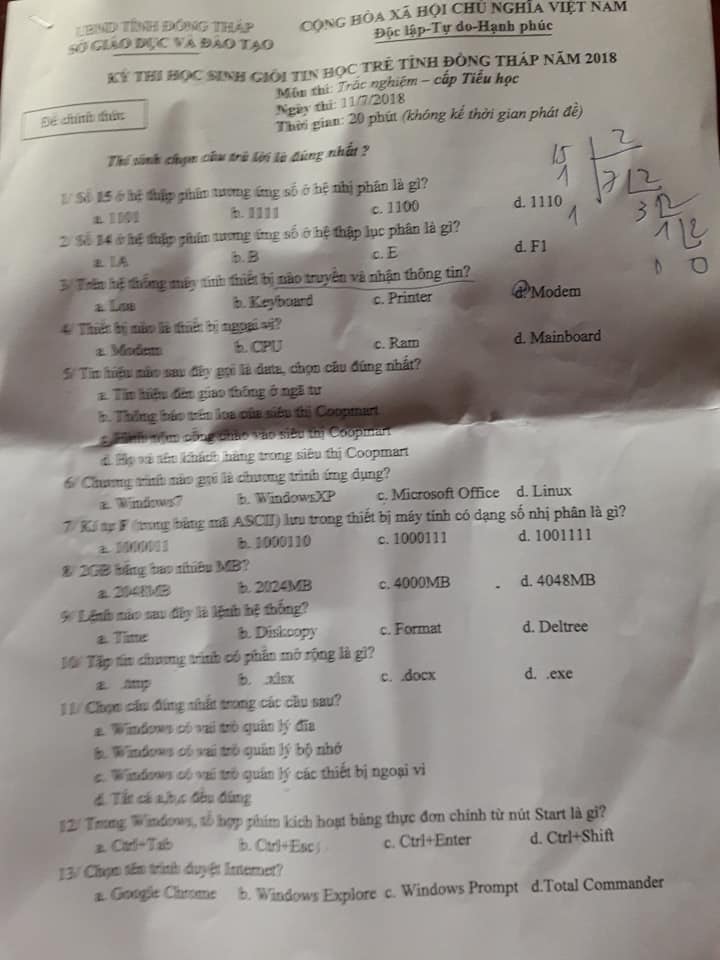 UBND TỈNH ĐỒNG THÁP
SỞ GIÁO DỤC VÀ ĐÀO TẠO
CỘNG HÒA XÃ HỘI CHỦ NGHĨA VIỆT NAM
Độc lập-Tự do-Hạnh phúc
KỲ THI HỌC SINH GIỎI TIN HỌC TRẺ TỈNH ĐỒNG THÁP NĂM 2018
Môn thi: Trắc nghiệm – cấp Tiểu học
Ngày thi: 11/7/2018
Thời gian: 20 phút (không kể thời gian phát đề)
Đề chính thức
Thí sinh chọn câu trả lời là đúng nhất ?
15 2
1 7 2
1 3 2
1 2
0
1/ Số 15 ở hệ thập phân tương ứng số ở hệ nhị phân là gì?
a. 1101 b. 1111 c. 1100 d. 1110
2/ Số 14 ở hệ thập phân tương ứng số ở hệ thập lục phân là gì?
a. 1A b. B c. E d. F1
3/ Trên hệ thống máy tính thiết bị nào truyền và nhận thông tin?
a. Loa b. Keyboard c. Printer d. Modem
4/ Thiết bị nào là thiết bị ngoại vi?
a. Modem b. CPU c. Ram d. Mainboard
5/ Tín hiệu nào sau đây gọi là data, chọn câu đúng nhất?
a. Tín hiệu đèn giao thông ở ngã tư
b. Thông báo trên loa của siêu thị Coopmart
c. Hình cổng chào vào siêu thị Coopmart
d. Họ và tên khách hàng trong siêu thị Coopmart
6/ Chương trình nào gọi là chương trình ứng dụng?
a. Windows7 b. WindowsXP c. Microsoft Office d. Linux
7/ Kí tự F (trong bảng mã ASCII) lưu trong thiết bị máy tính có dạng số nhị phân là gì?
a. 1000011 b. 1000110 c. 1000111 d. 1001111
8/ 2GB bằng bao nhiêu MB?
a. 2048MB b. 2024MB c. 4000MB d. 4048MB
9/ Lệnh nào sau đây là lệnh hệ thống?
a. Time b. Diskcopy c. Format d. Deltree
10/ Tập tin chương trình có phần mở rộng là gì?
a. .tmp b. .xlsx c. .docx d. .exe
11/ Chọn câu đúng nhất trong các câu sau?
a. Windows có vai trò quản lý đĩa
b. Windows có vai trò quản lý bộ nhớ
c. Windows có vai trò quản lý các thiết bị ngoại vi
d. Tất cả a,b,c đều đúng
12/ Trong Windows, tổ hợp phím kích hoạt bảng thực đơn chính từ nút Start là gì?
a. Ctrl+Tab b. Ctrl+Esc c. Ctrl+Enter d. Ctrl+Shift
13/ Chọn tên trình duyệt Internet?
a. Google Chrome b. Windows Explore c. Windows Prompt d.Total Commander